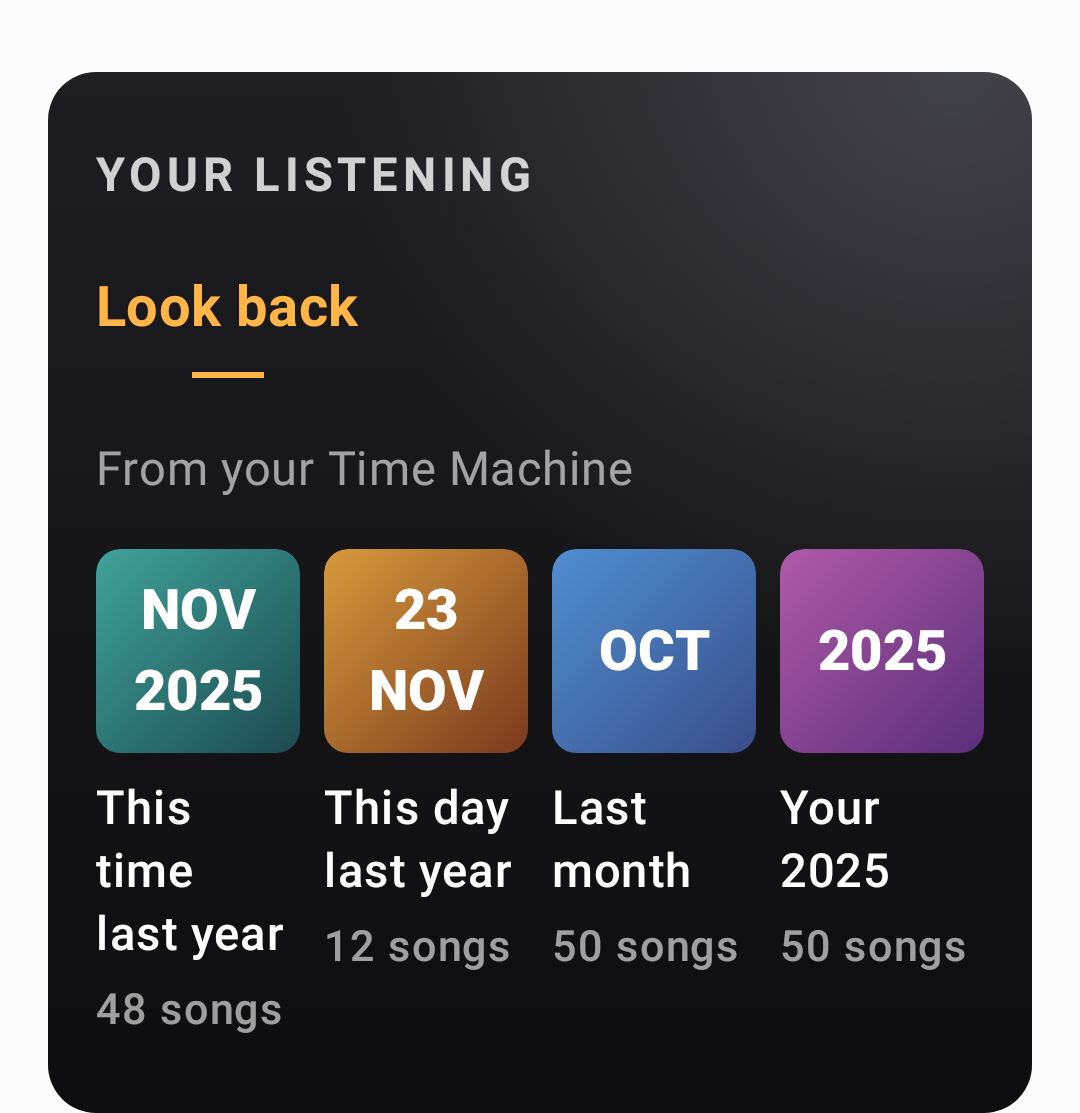 YOUR LISTENING
Look back
From your Time Machine
NOV
2025
23
NOV
OCT
2025
This
time
last year
48 songs
This day
last year
12 songs
Last
month
50 songs
Your
2025
50 songs